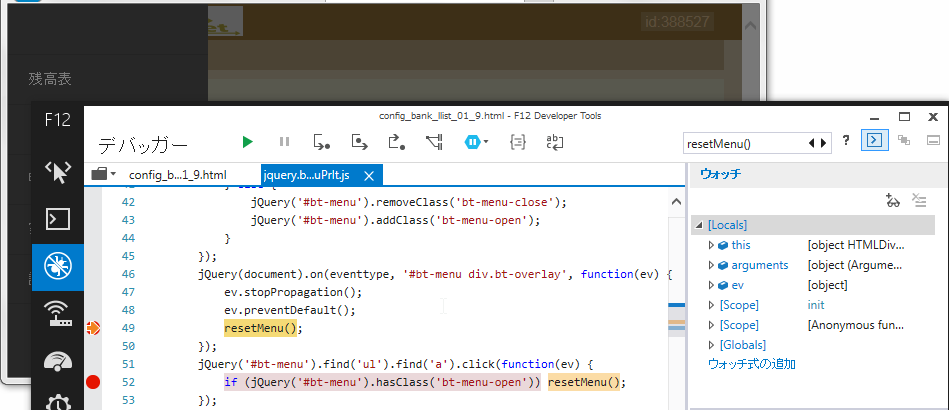 id:388527
残高表
config_bank_llist_01_9.html - F12 Developer Tools
F12
デバッガー
resetMenu()
?
config_b...1_9.html
jquery.b...uPrlt.js
ウォッチ
42 jQuery('#bt-menu').removeClass('bt-menu-close');
43 jQuery('#bt-menu').addClass('bt-menu-open');
44 }
45 });
46 jQuery(document).on(eventtype, '#bt-menu div.bt-overlay', function(ev) {
47 ev.stopPropagation();
48 ev.preventDefault();
49 resetMenu();
50 });
51 jQuery('#bt-menu').find('ul').find('a').click(function(ev) {
52 if (jQuery('#bt-menu').hasClass('bt-menu-open')) resetMenu();
53 });
[Locals]
this [object HTMLDiv...
arguments [object (Argume...
ev [object]
[Scope] init
[Scope] [Anonymous fun...
[Globals]
ウォッチ式の追加